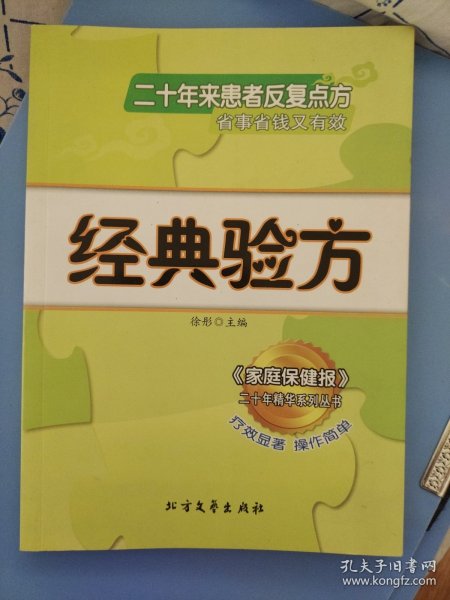 二十年来患者反复点方
省事省钱又有效
经典验方
徐彤◎主编
《家庭保健报》
二十年精华系列丛书
疗效显著 操作简单
北方文艺出版社
孔夫子旧书网
www.kongfz.com